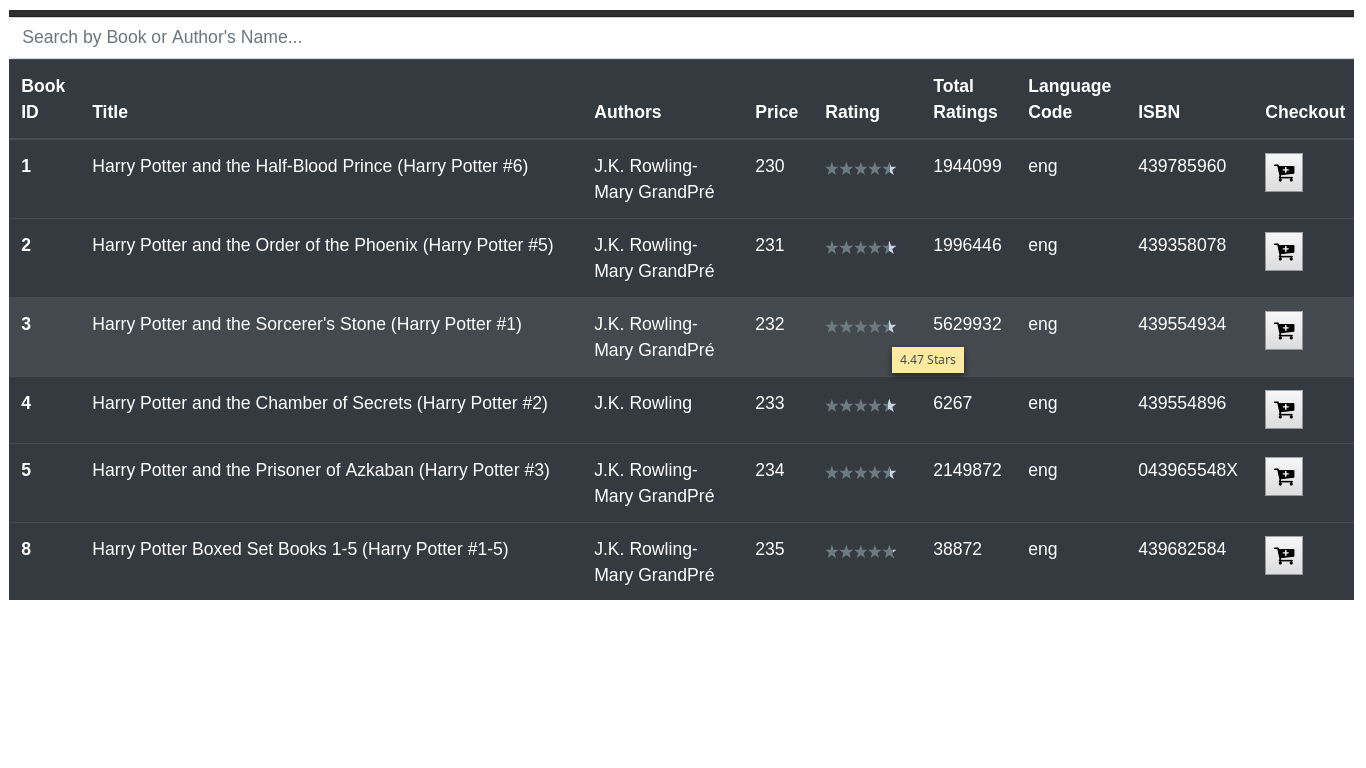 Search by Book or Author's Name...
Book ID Title Authors Price Rating Total Ratings Language Code ISBN Checkout
1 Harry Potter and the Half-Blood Prince (Harry Potter #6) J.K. Rowling- 230 1944099 eng 439785960
Mary GrandPré
2 Harry Potter and the Order of the Phoenix (Harry Potter #5) J.K. Rowling- 231 1996446 eng 439358078
Mary GrandPré
3 Harry Potter and the Sorcerer's Stone (Harry Potter #1) J.K. Rowling- 232 5629932 eng 439554934
Mary GrandPré
4.47 Stars
4 Harry Potter and the Chamber of Secrets (Harry Potter #2) J.K. Rowling 233 6267 eng 439554896
5 Harry Potter and the Prisoner of Azkaban (Harry Potter #3) J.K. Rowling- 234 2149872 eng 043965548X
Mary GrandPré
8 Harry Potter Boxed Set Books 1-5 (Harry Potter #1-5) J.K. Rowling- 235 38872 eng 439682584
Mary GrandPré